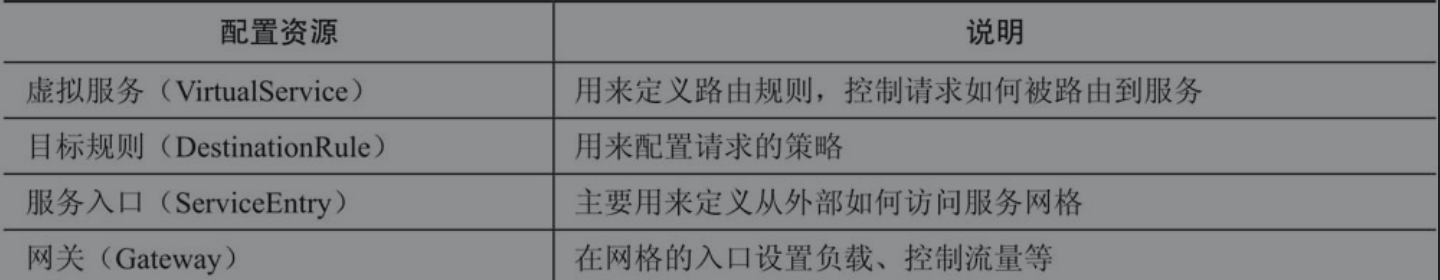 配置资源 说明
虚拟服务（VirtualService） 用来定义路由规则，控制请求如何被路由到服务
目标规则（DestinationRule） 用来配置请求的策略
服务入口（ServiceEntry） 主要用来定义从外部如何访问服务网格
网关（Gateway） 在网格的入口设置负载、控制流量等